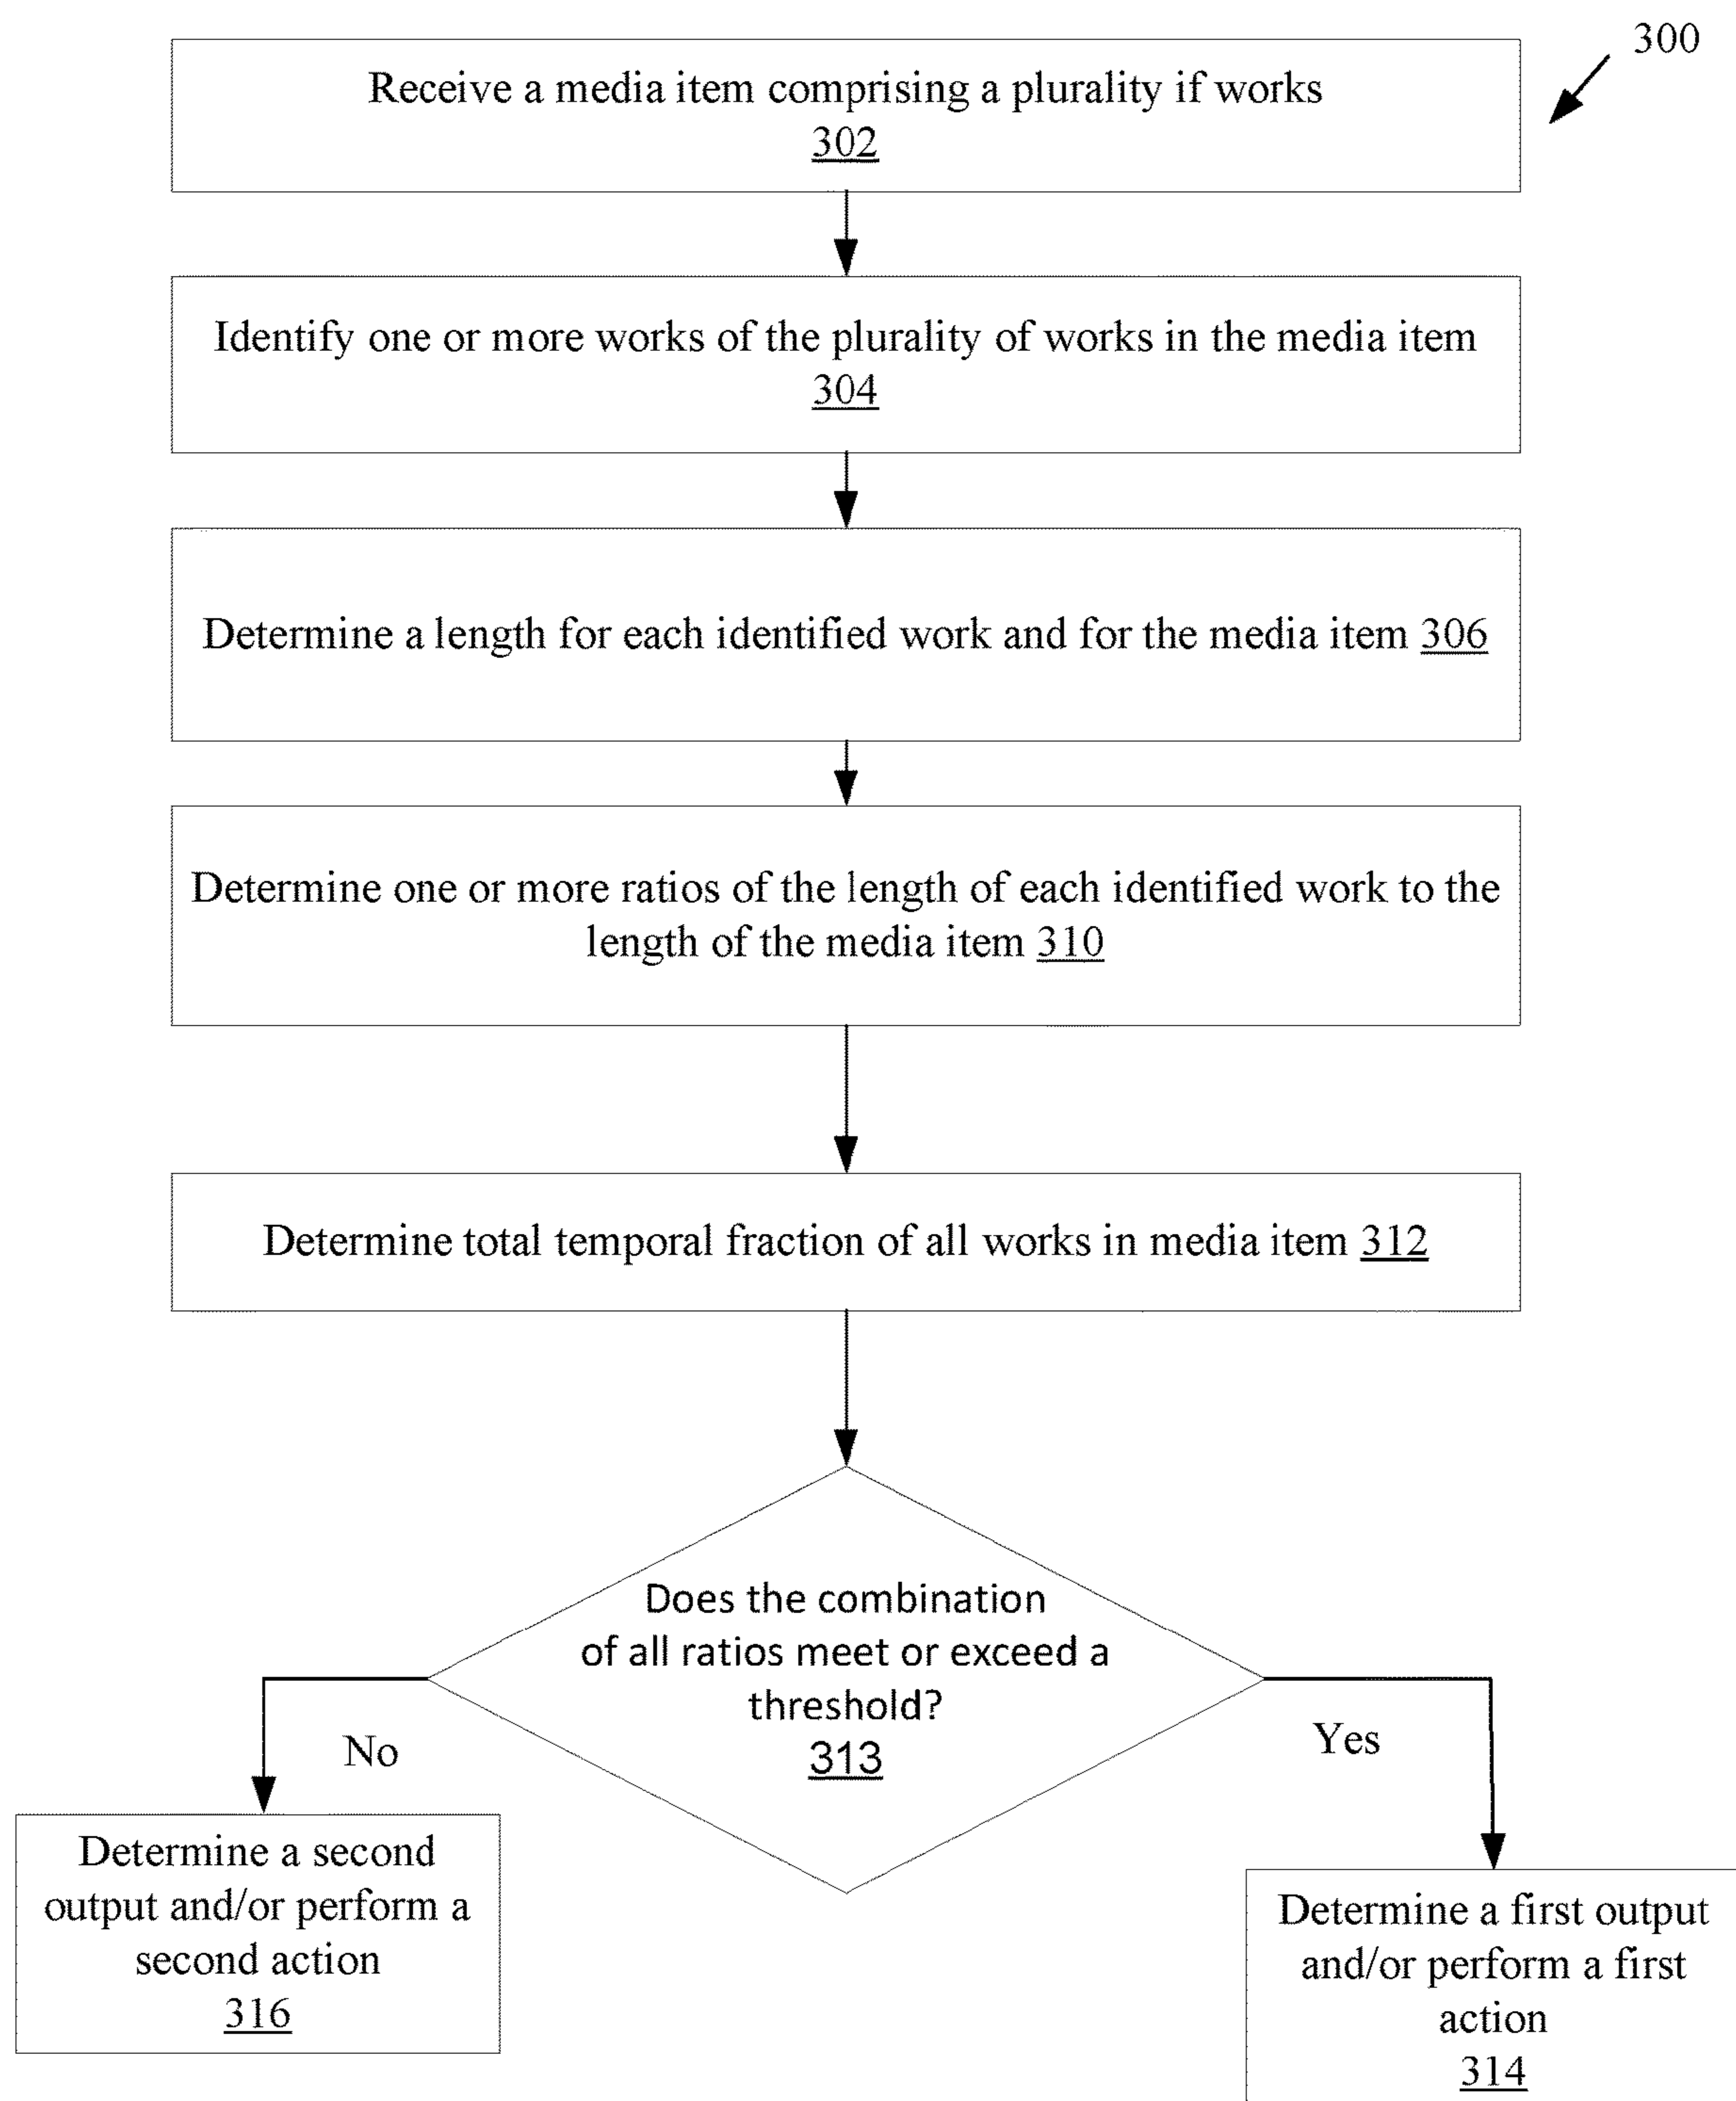 300
Receive a media item comprising a plurality if works
302
Identify one or more works of the plurality of works in the media item
304
Determine a length for each identified work and for the media item 306
Determine one or more ratios of the length of each identified work to the
length of the media item 310
Determine total temporal fraction of all works in media item 312
Does the combination
of all ratios meet or exceed a
threshold?
313
No
Yes
Determine a second
output and/or perform a
second action
316
Determine a first output
and/or perform a first
action
314